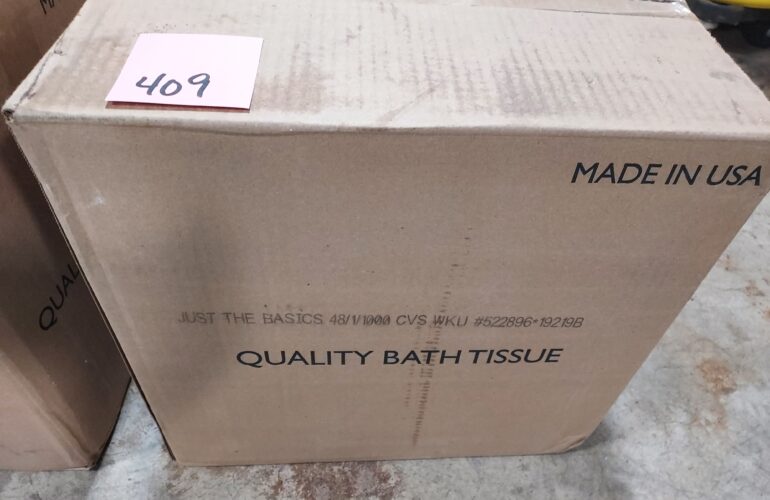 409
MADE IN USA
JUST THE BASICS 48/1/1000 CVS WKU #522896*19219B
QUALITY BATH TISSUE
QUAL